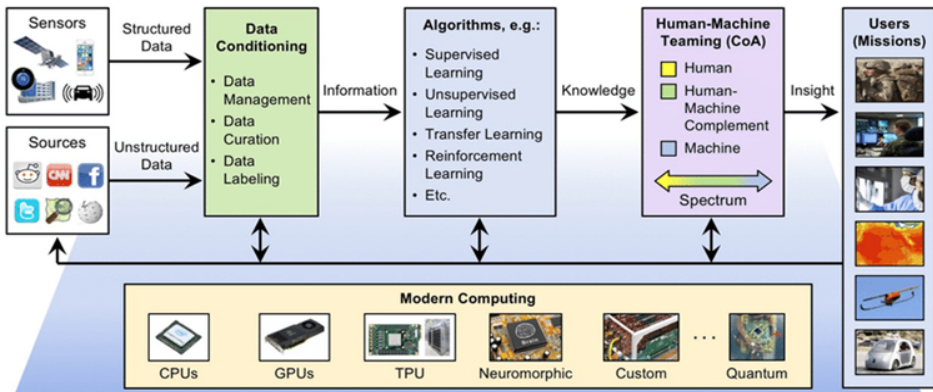 Sensors
Structured
Data
Data
Conditioning
• Data
Management
• Data
Curation
• Data
Labeling
Information
Algorithms, e.g.:
• Supervised
Learning
• Unsupervised
Learning
• Transfer Learning
• Reinforcement
Learning
• Etc.
Knowledge
Human-Machine
Teaming (CoA)
Human
Human-
Machine
Complement
Machine
Spectrum
Insight
Users
(Missions)
Sources
CNN
Unstructured
Data
Modern Computing
CPUs
GPUs
TPU
Neuromorphic
Custom
...
Quantum